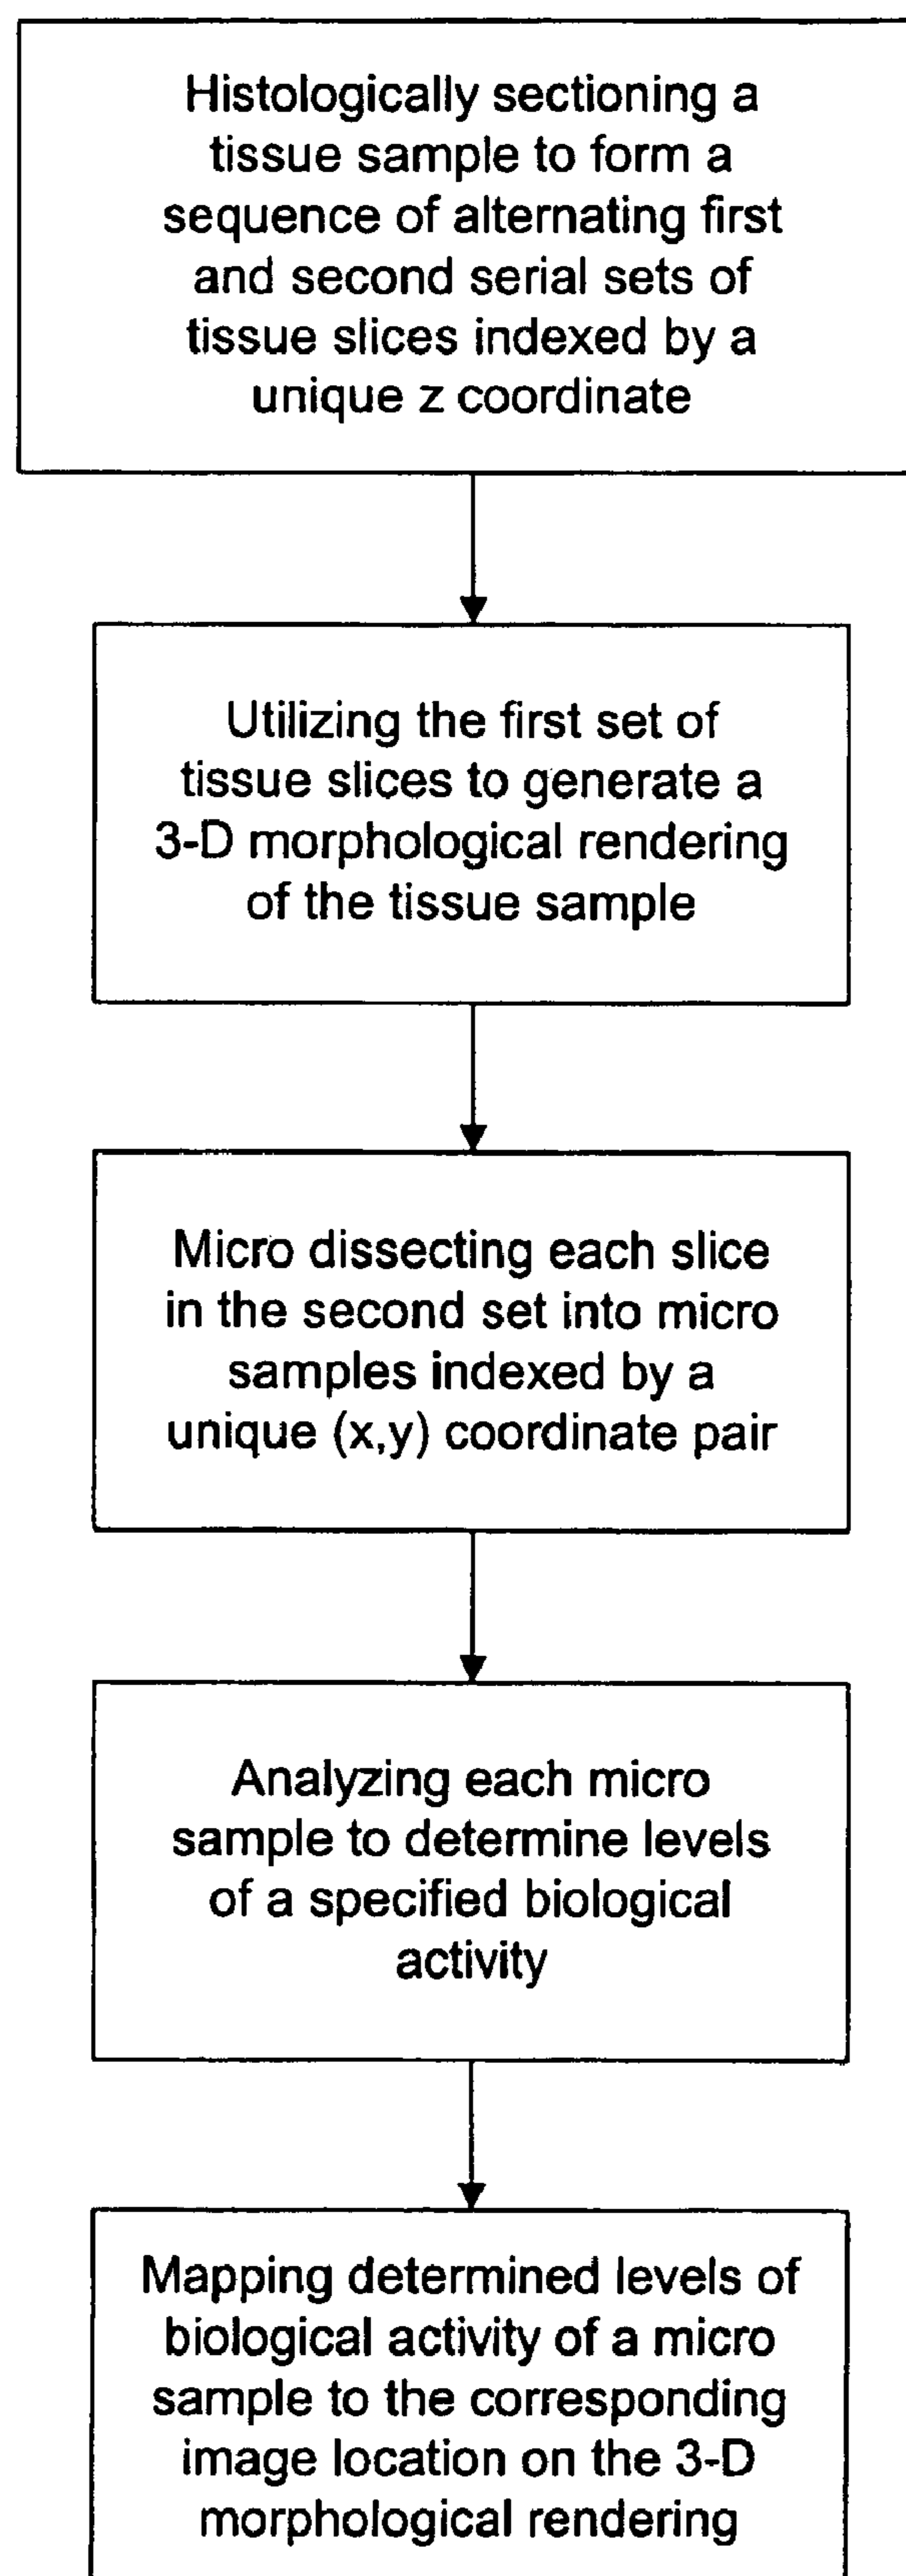 Histologically sectioning a
tissue sample to form a
sequence of alternating first
and second serial sets of
tissue slices indexed by a
unique z coordinate
Utilizing the first set of
tissue slices to generate a
3-D morphological rendering
of the tissue sample
Micro dissecting each slice
in the second set into micro
samples indexed by a
unique (x,y) coordinate pair
Analyzing each micro
sample to determine levels
of a specified biological
activity
Mapping determined levels of
biological activity of a micro
sample to the corresponding
image location on the 3-D
morphological rendering